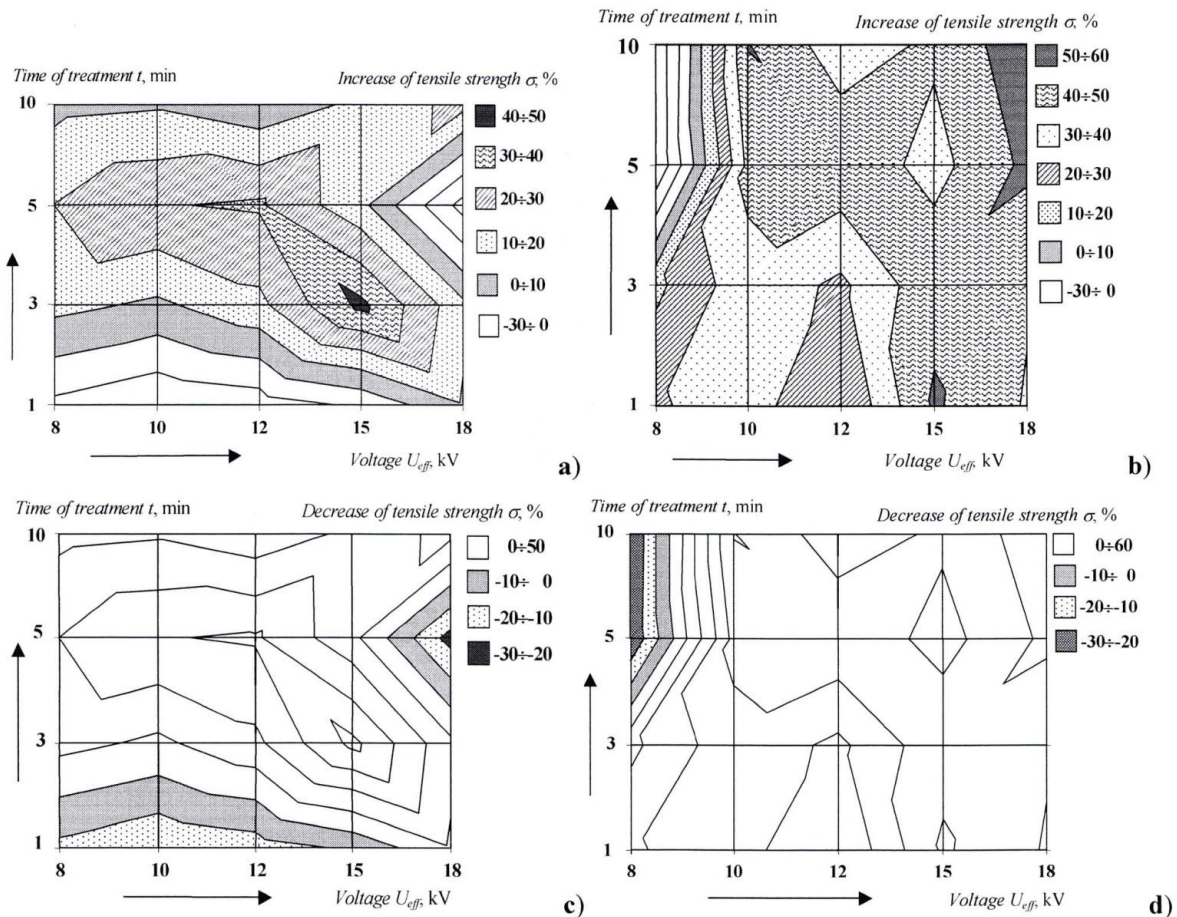 Time of treatment t, min
Increase of tensile strength σ, %
10
5
3
1
8 10 12 15 18
Voltage Ueff, kV
40÷50
30÷40
20÷30
10÷20
0÷10
-30÷ 0
a)
Time of treatment t, min
Increase of tensile strength σ, %
10
5
3
1
8 10 12 15 18
Voltage Ueff, kV
50÷60
40÷50
30÷40
20÷30
10÷20
0÷10
-30÷ 0
b)
Time of treatment t, min
Decrease of tensile strength σ, %
10
5
3
1
8 10 12 15 18
Voltage Ueff, kV
0÷50
-10÷ 0
-20÷-10
-30÷-20
c)
Time of treatment t, min
Decrease of tensile strength σ, %
10
5
3
1
8 10 12 15 18
Voltage Ueff, kV
0÷60
-10÷ 0
-20÷-10
-30÷-20
d)